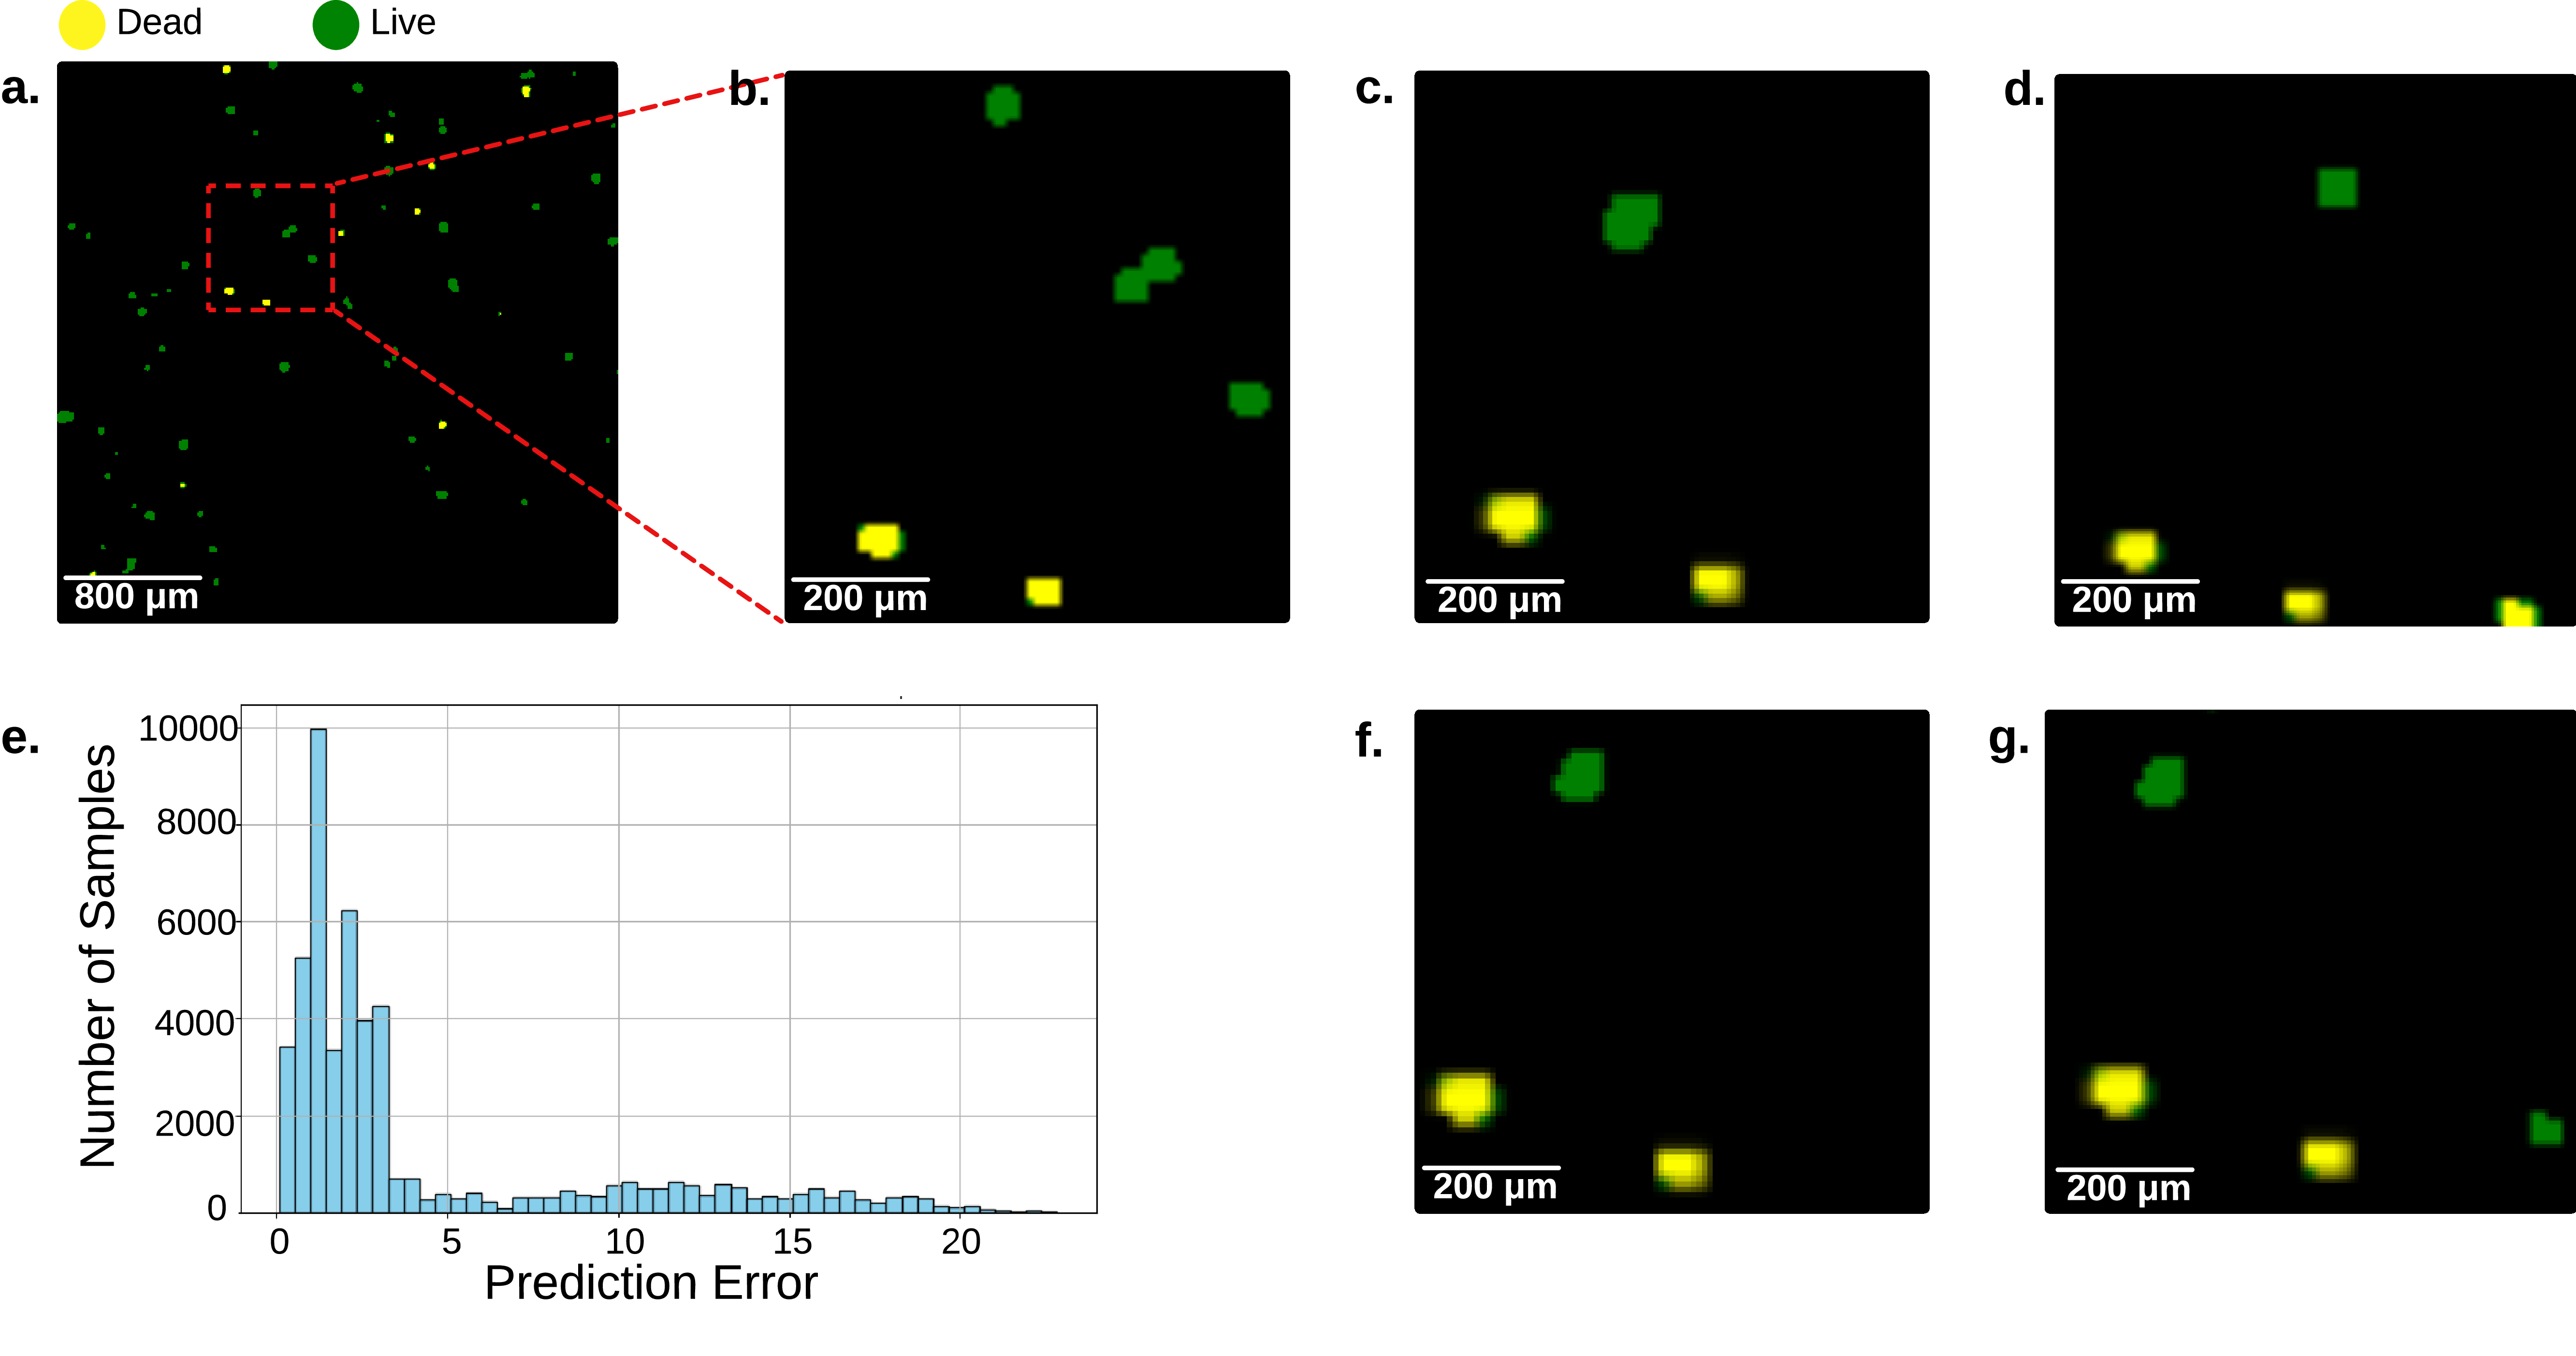 Dead
Live
a.
b.
c.
d.
800 µm
200 µm
200 µm
200 µm
e.
f.
g.
Number of Samples
10000
8000
6000
4000
2000
0
0
5
10
15
20
Prediction Error
200 µm
200 µm